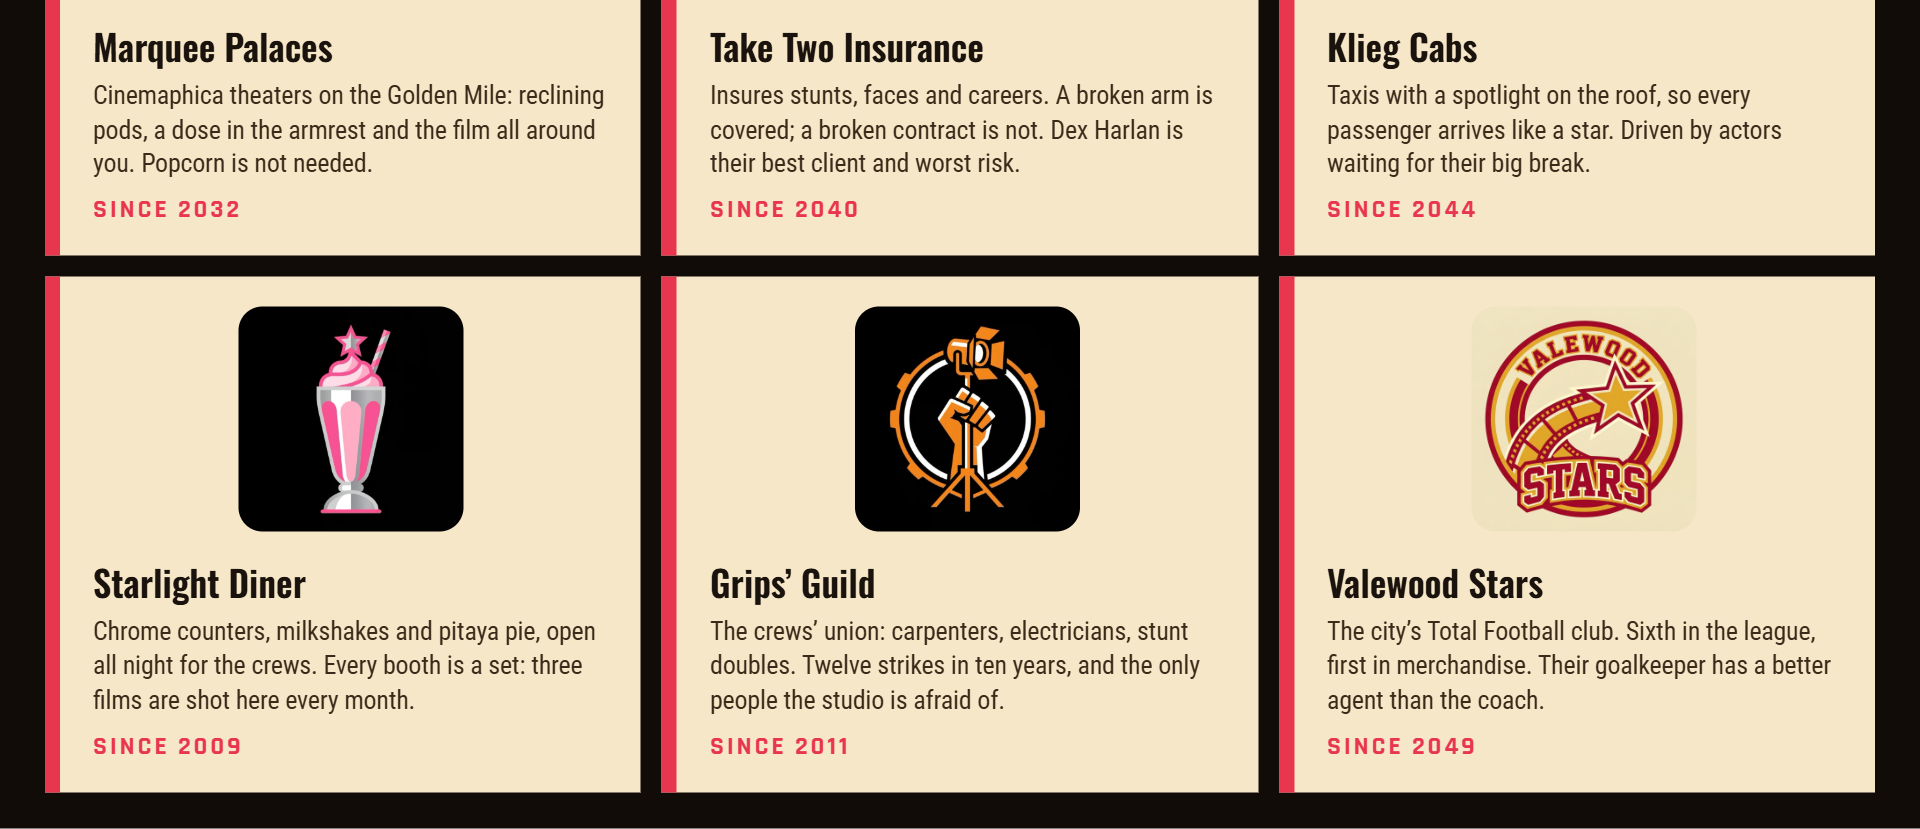 Marquee Palaces
Cinemaphica theaters on the Golden Mile: reclining
pods, a dose in the armrest and the film all around
you. Popcorn is not needed.
SINCE 2032
Take Two Insurance
Insures stunts, faces and careers. A broken arm is
covered; a broken contract is not. Dex Harlan is
their best client and worst risk.
SINCE 2040
Klieg Cabs
Taxis with a spotlight on the roof, so every
passenger arrives like a star. Driven by actors
waiting for their big break.
SINCE 2044
Starlight Diner
Chrome counters, milkshakes and pitaya pie, open
all night for the crews. Every booth is a set: three
films are shot here every month.
SINCE 2009
Grips’ Guild
The crews’ union: carpenters, electricians, stunt
doubles. Twelve strikes in ten years, and the only
people the studio is afraid of.
SINCE 2011
VALEWOOD
STARS
Valewood Stars
The city’s Total Football club. Sixth in the league,
first in merchandise. Their goalkeeper has a better
agent than the coach.
SINCE 2049